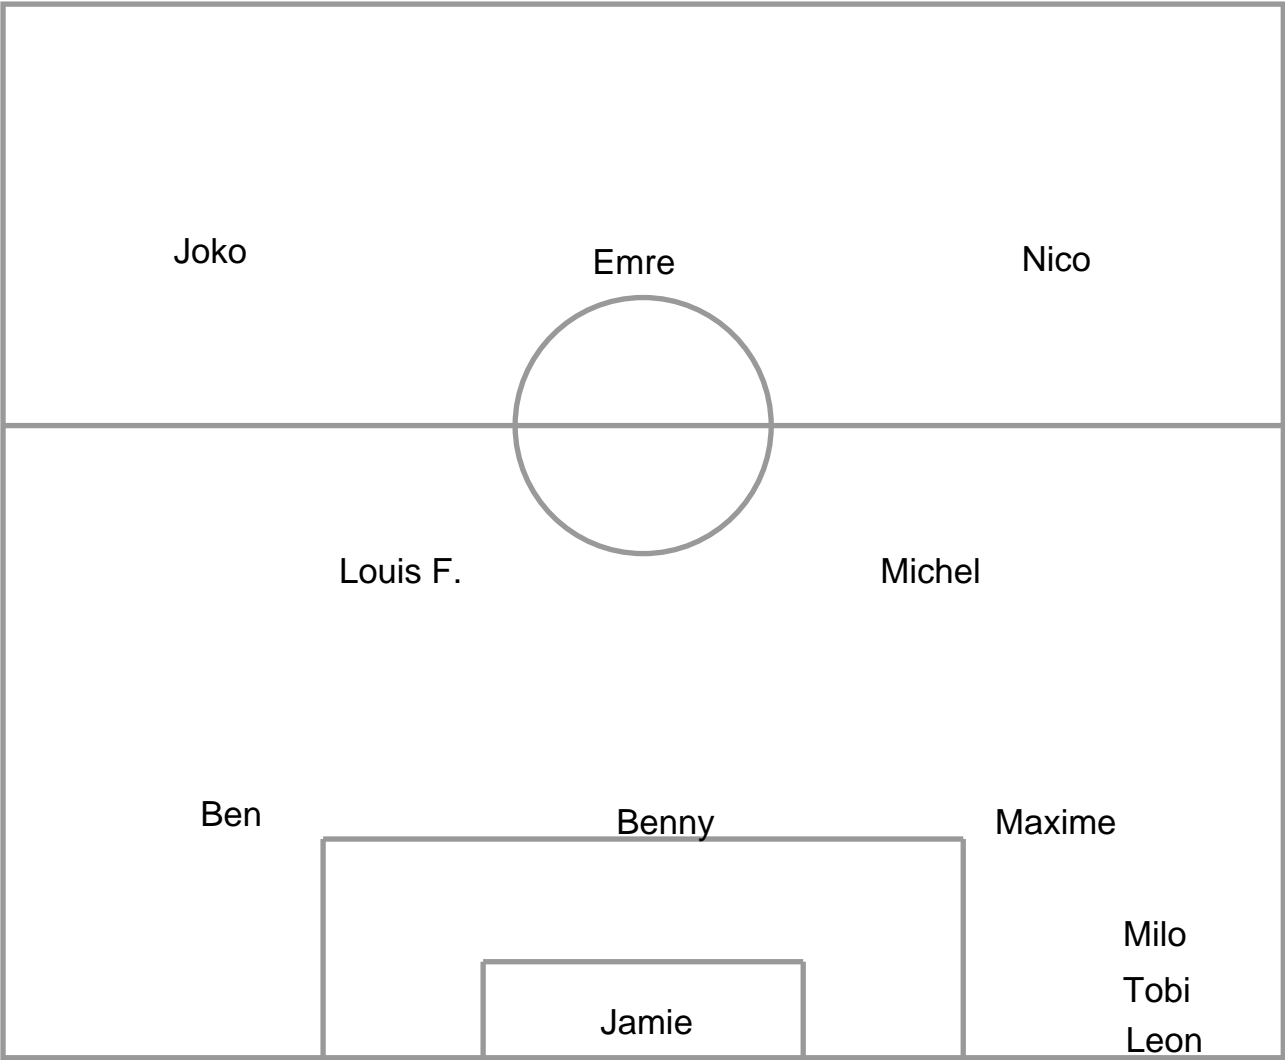 Joko Emre Nico
Louis F. Michel
Ben Benny Maxime
Milo
Tobi
Jamie
Leon